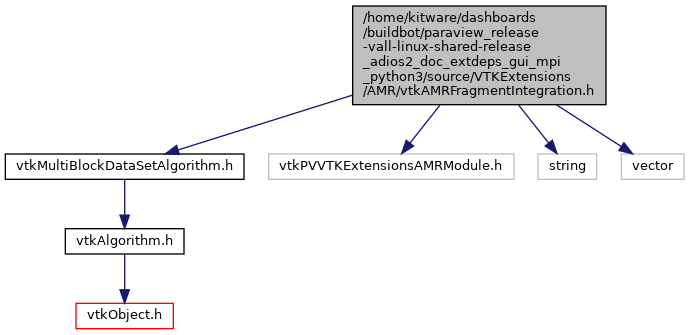 /home/kitware/dashboards
/buildbot/paraview_release
-vall-linux-shared-release
_adios2_doc_extdeps_gui_mpi
_python3/source/VTKExtensions
/AMR/vtkAMRFragmentIntegration.h
vtkMultiBlockDataSetAlgorithm.h
vtkPVVTKExtensionsAMRModule.h
string
vector
vtkAlgorithm.h
vtkObject.h